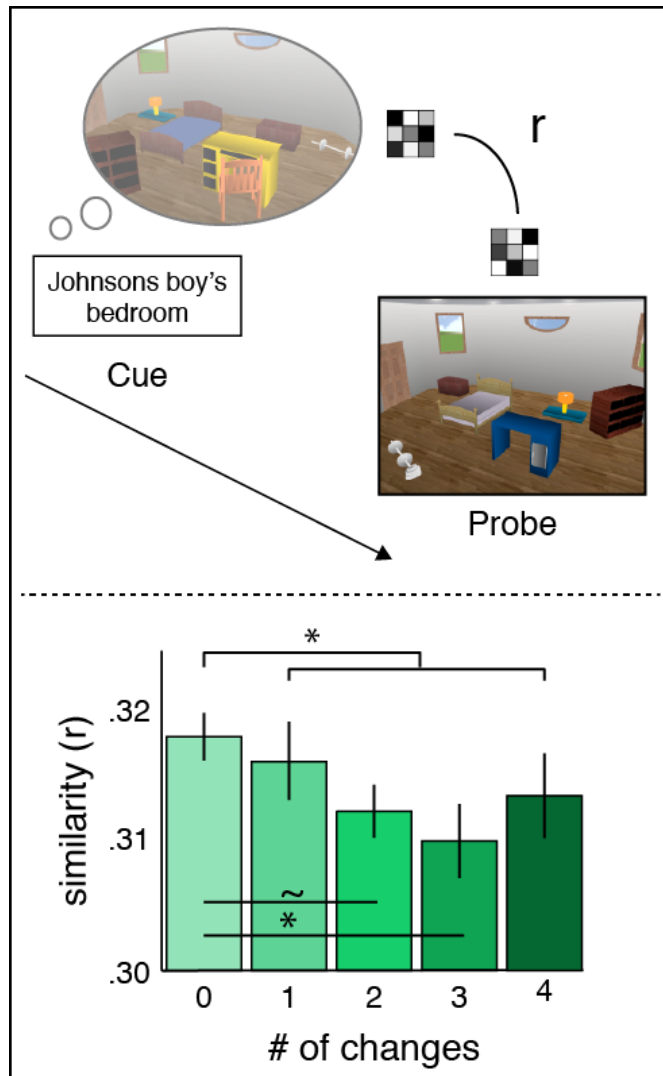 r
Johnsons boy's
bedroom
Cue
Probe
*
similarity (r)
.32
.31
.30
~
*
0 1 2 3 4
# of changes